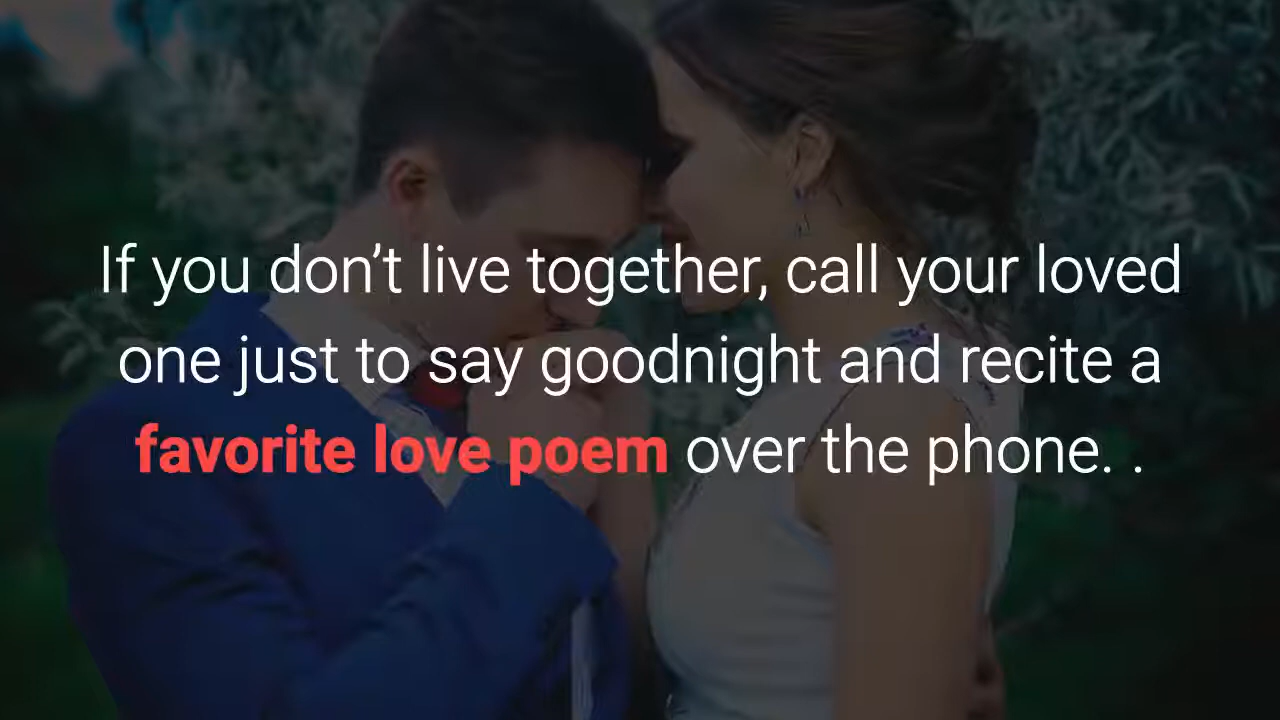 If you don’t live together, call your loved
one just to say goodnight and recite a
favorite love poem over the phone. .